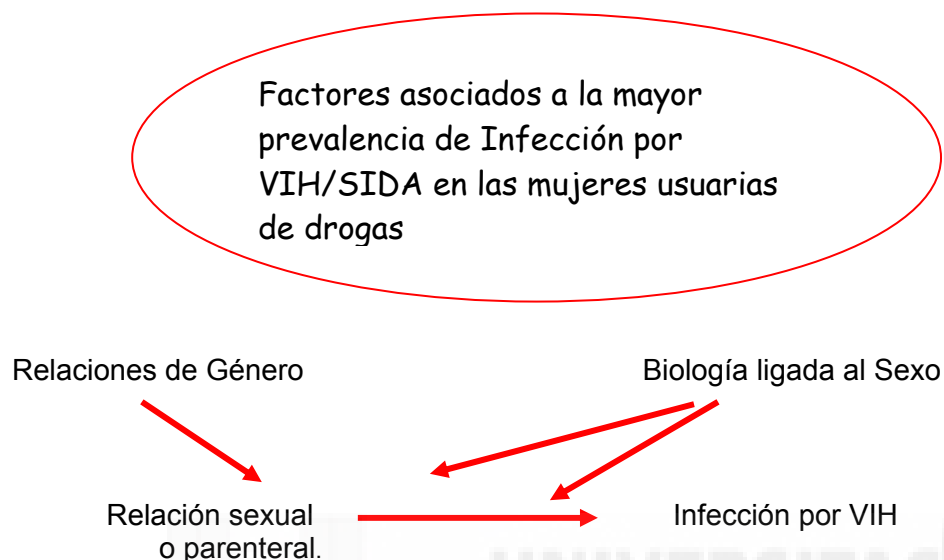 Factores asociados a la mayor
prevalencia de Infección por
VIH/SIDA en las mujeres usuarias
de drogas
Relaciones de Género
Biología ligada al Sexo
Relación sexual
o parenteral.
Infección por VIH